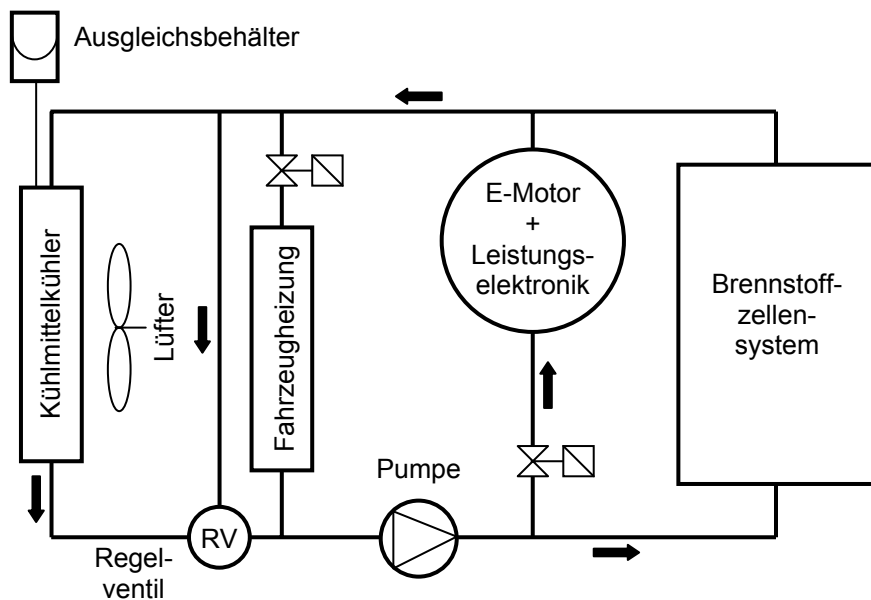 Ausgleichsbehälter
E-Motor
+
Leistungs-
elektronik
Brennstoff-
zellen-
system
Kühlmittelkühler
Lüfter
Fahrzeugheizung
Pumpe
RV
Regel-
ventil